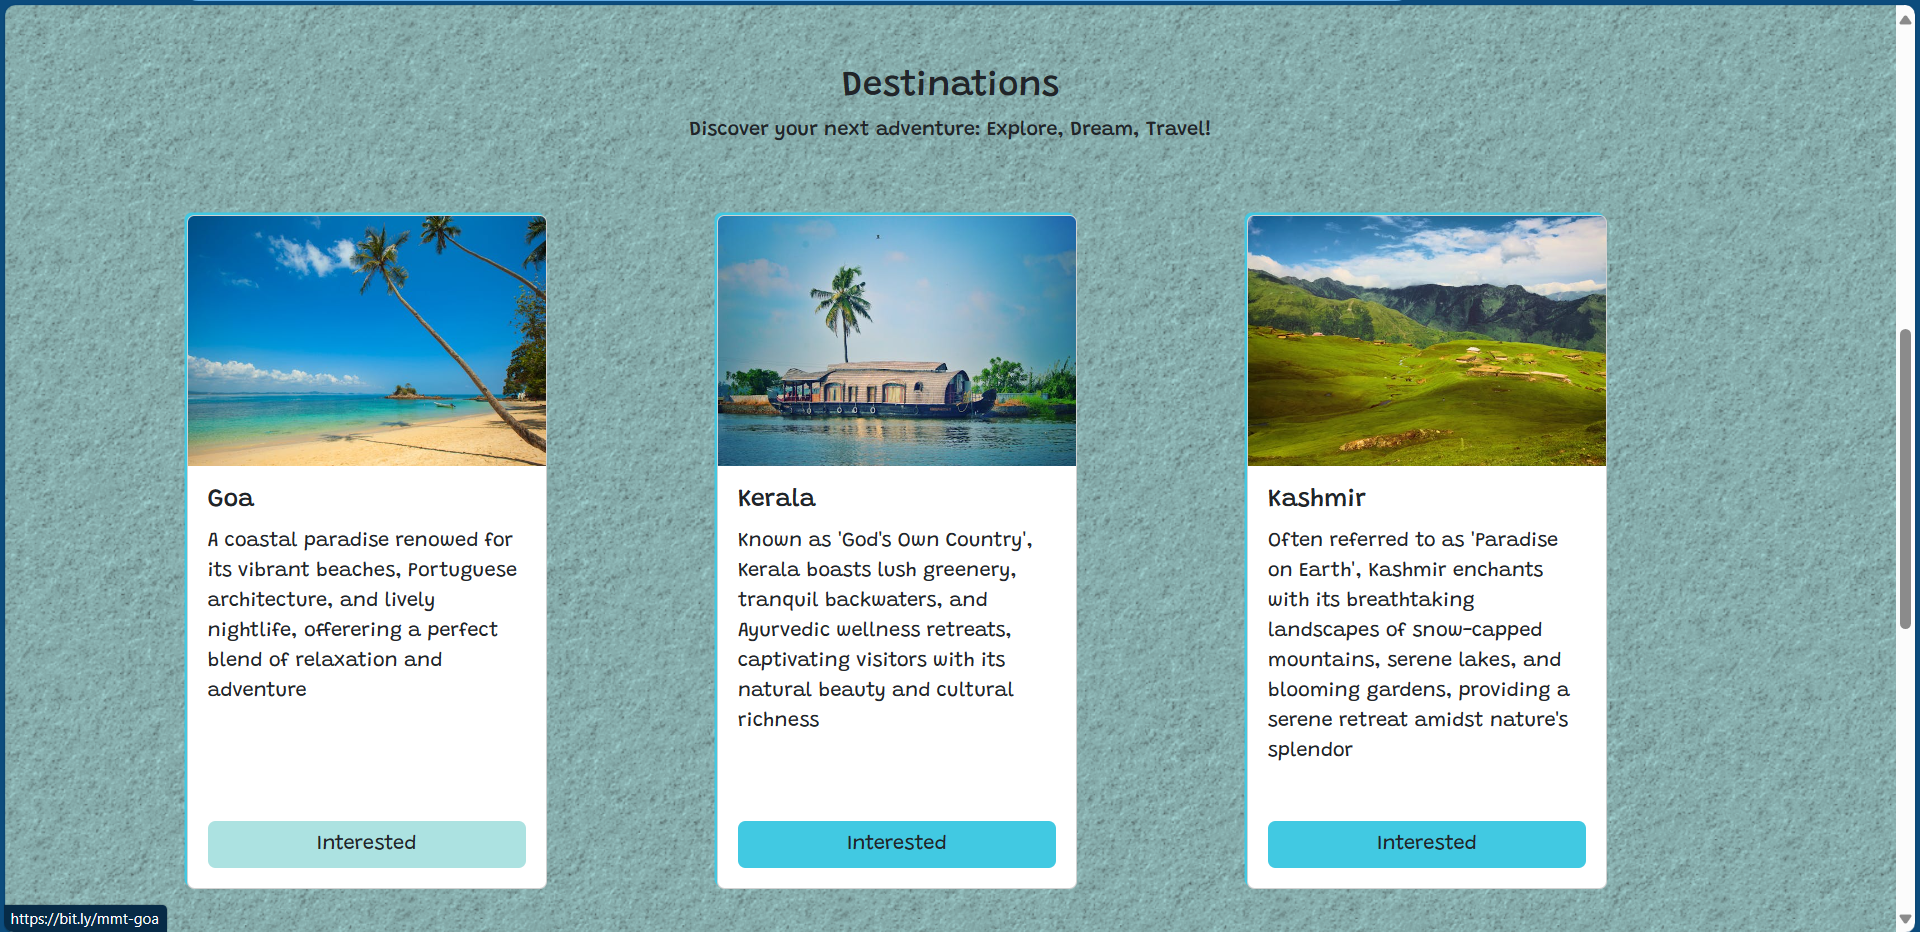 Destinations
Discover your next adventure: Explore, Dream, Travel!
Goa
A coastal paradise renowed for
its vibrant beaches, Portuguese
architecture, and lively
nightlife, offerering a perfect
blend of relaxation and
adventure
Interested
Kerala
Known as 'God's Own Country',
Kerala boasts lush greenery,
tranquil backwaters, and
Ayurvedic wellness retreats,
captivating visitors with its
natural beauty and cultural
richness
Interested
Kashmir
Often referred to as 'Paradise
on Earth', Kashmir enchants
with its breathtaking
landscapes of snow-capped
mountains, serene lakes, and
blooming gardens, providing a
serene retreat amidst nature's
splendor
Interested
https://bit.ly/mmt-goa